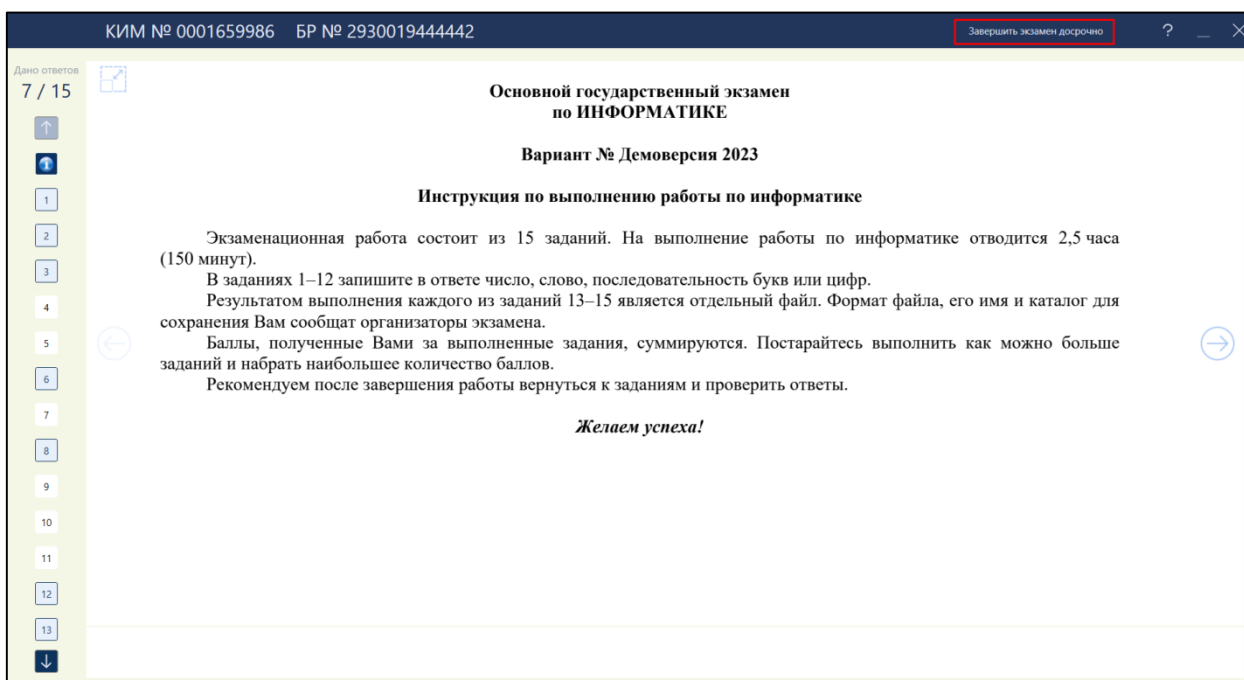 КИМ № 0001659986 БР № 2930019444442
Завершить экзамен досрочно
?
Дано ответов
7 / 15
1
2
3
4
5
6
7
8
9
10
11
12
13
Основной государственный экзамен
по ИНФОРМАТИКЕ
Вариант № Демоверсия 2023
Инструкция по выполнению работы по информатике
Экзаменационная работа состоит из 15 заданий. На выполнение работы по информатике отводится 2,5 часа
(150 минут).
В заданиях 1–12 запишите в ответе число, слово, последовательность букв или цифр.
Результатом выполнения каждого из заданий 13–15 является отдельный файл. Формат файла, его имя и каталог для
сохранения Вам сообщат организаторы экзамена.
Баллы, полученные Вами за выполненные задания, суммируются. Постарайтесь выполнить как можно больше
заданий и набрать наибольшее количество баллов.
Рекомендуем после завершения работы вернуться к заданиям и проверить ответы.
Желаем успеха!